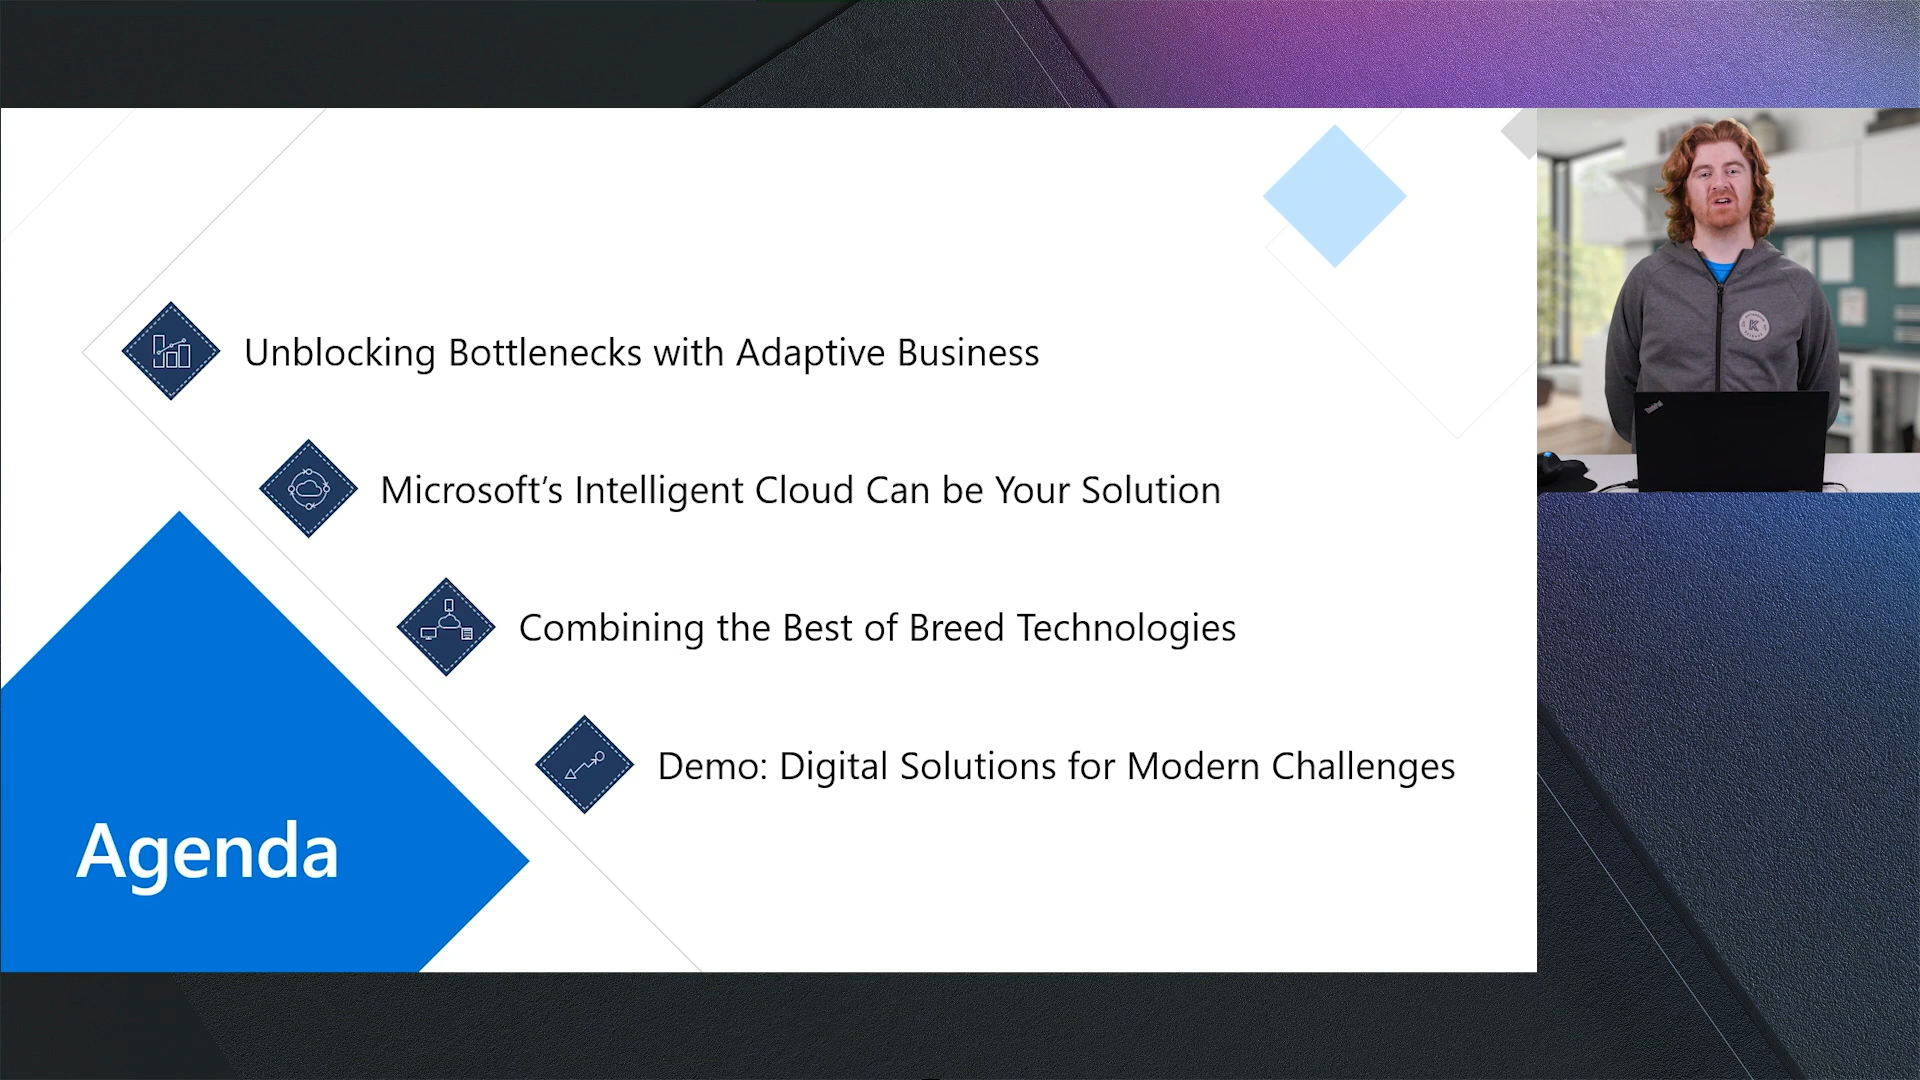 Unblocking Bottlenecks with Adaptive Business
Microsoft’s Intelligent Cloud Can be Your Solution
Combining the Best of Breed Technologies
Demo: Digital Solutions for Modern Challenges
Agenda
K
ThinkPad